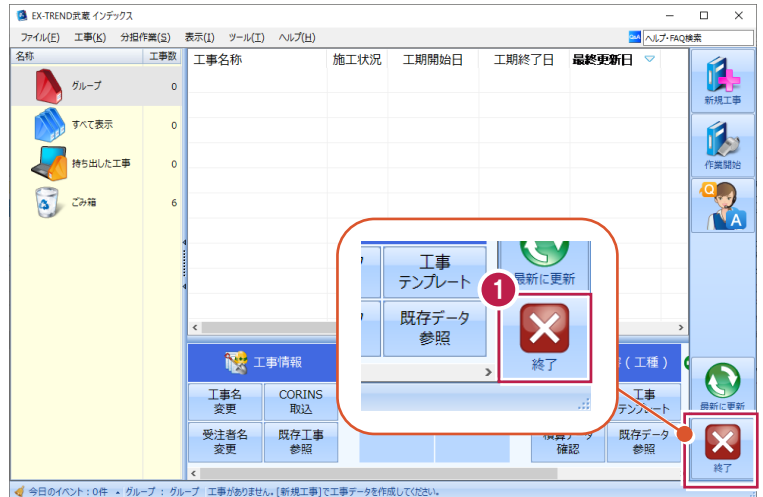 EX-TREND武蔵 インデックス
ファイル(F) 工事(K) 分担作業(S) 表示(I) ツール(T) ヘルプ(H)
Q&A ヘルプ・FAQ検索
名称 工事数
グループ 0
すべて表示 0
持ち出した工事 0
ごみ箱 6
工事名称 施工状況 工期開始日 工期終了日 最終更新日
新規工事
作業開始
Q
A
工事
テンプレート
最新に更新
1
既存データ
参照
終了
工事情報
(工種)
工事名
変更
CORINS
取込
工事
テンプレート
最新に更新
受注者名
変更
既存工事
参照
積算データ
確認
既存データ
参照
終了
今日のイベント:0件 グループ : グループ 工事がありません。[新規工事]で工事データを作成してください。